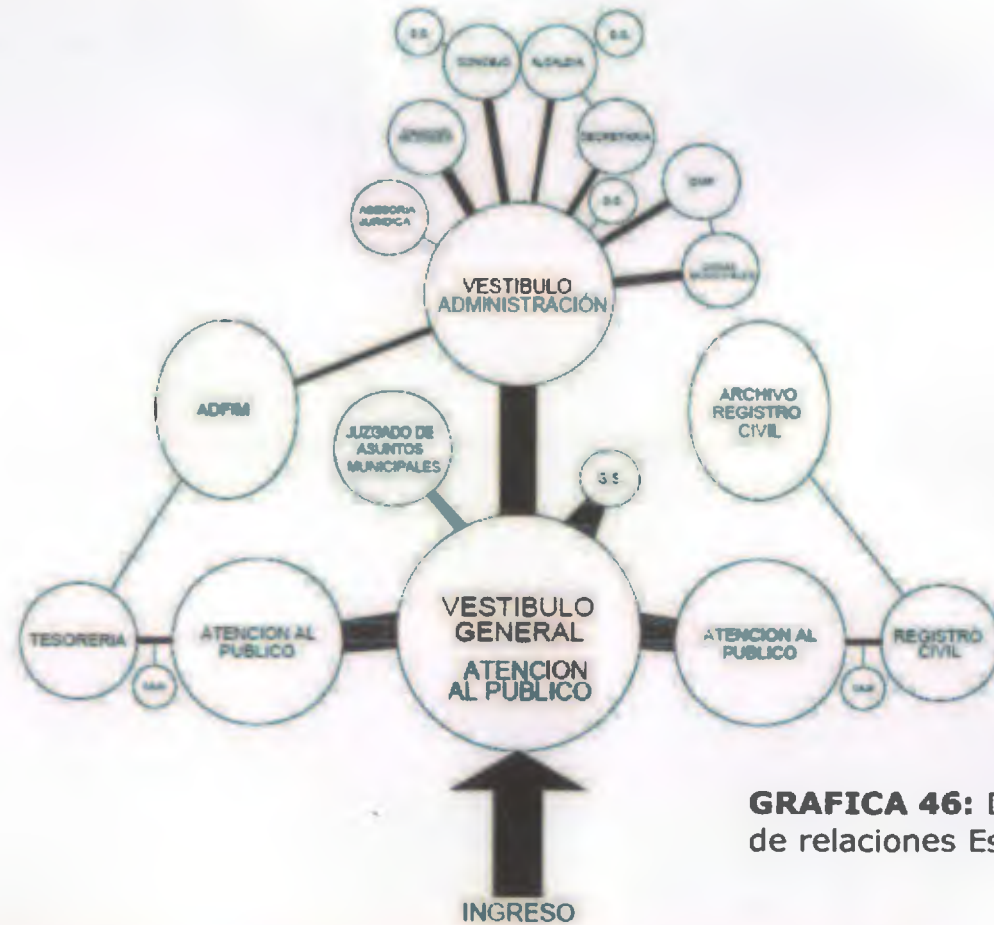 S.S.
CONCEJO
ALCALDIA
S.S.
SECRETARIA
ASESORIA
JURIDICA
S.S.
VESTIBULO
ADMINISTRACIÓN
ADFIM
JUZGADO DE
ASUNTOS
MUNICIPALES
S S
ARCHIVO
REGISTRO
CIVIL
TESORERIA
ATENCION AL
PUBLICO
VESTIBULO
GENERAL
ATENCION
AL PUBLICO
ATENCION AL
PUBLICO
REGISTRO
CIVIL
INGRESO
GRAFICA 46:
de relaciones Es